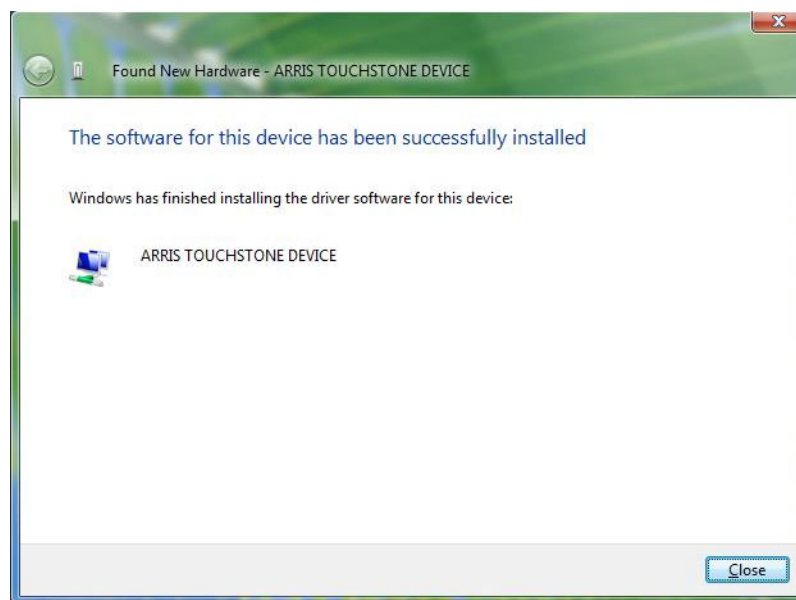 Found New Hardware - ARRIS TOUCHSTONE DEVICE
The software for this device has been successfully installed
Windows has finished installing the driver software for this device:
ARRIS TOUCHSTONE DEVICE
Close